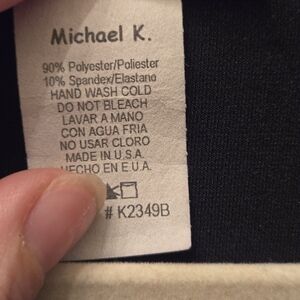 Michael K.
90% Polyester/Poliester
10% Spandex/Elastano
HAND WASH COLD
DO NOT BLEACH
LAVAR A MANO
CON AGUA FRIA
NO USAR CLORO
MADE IN U.S.A.
HECHO EN E.U.A.
# K2349B